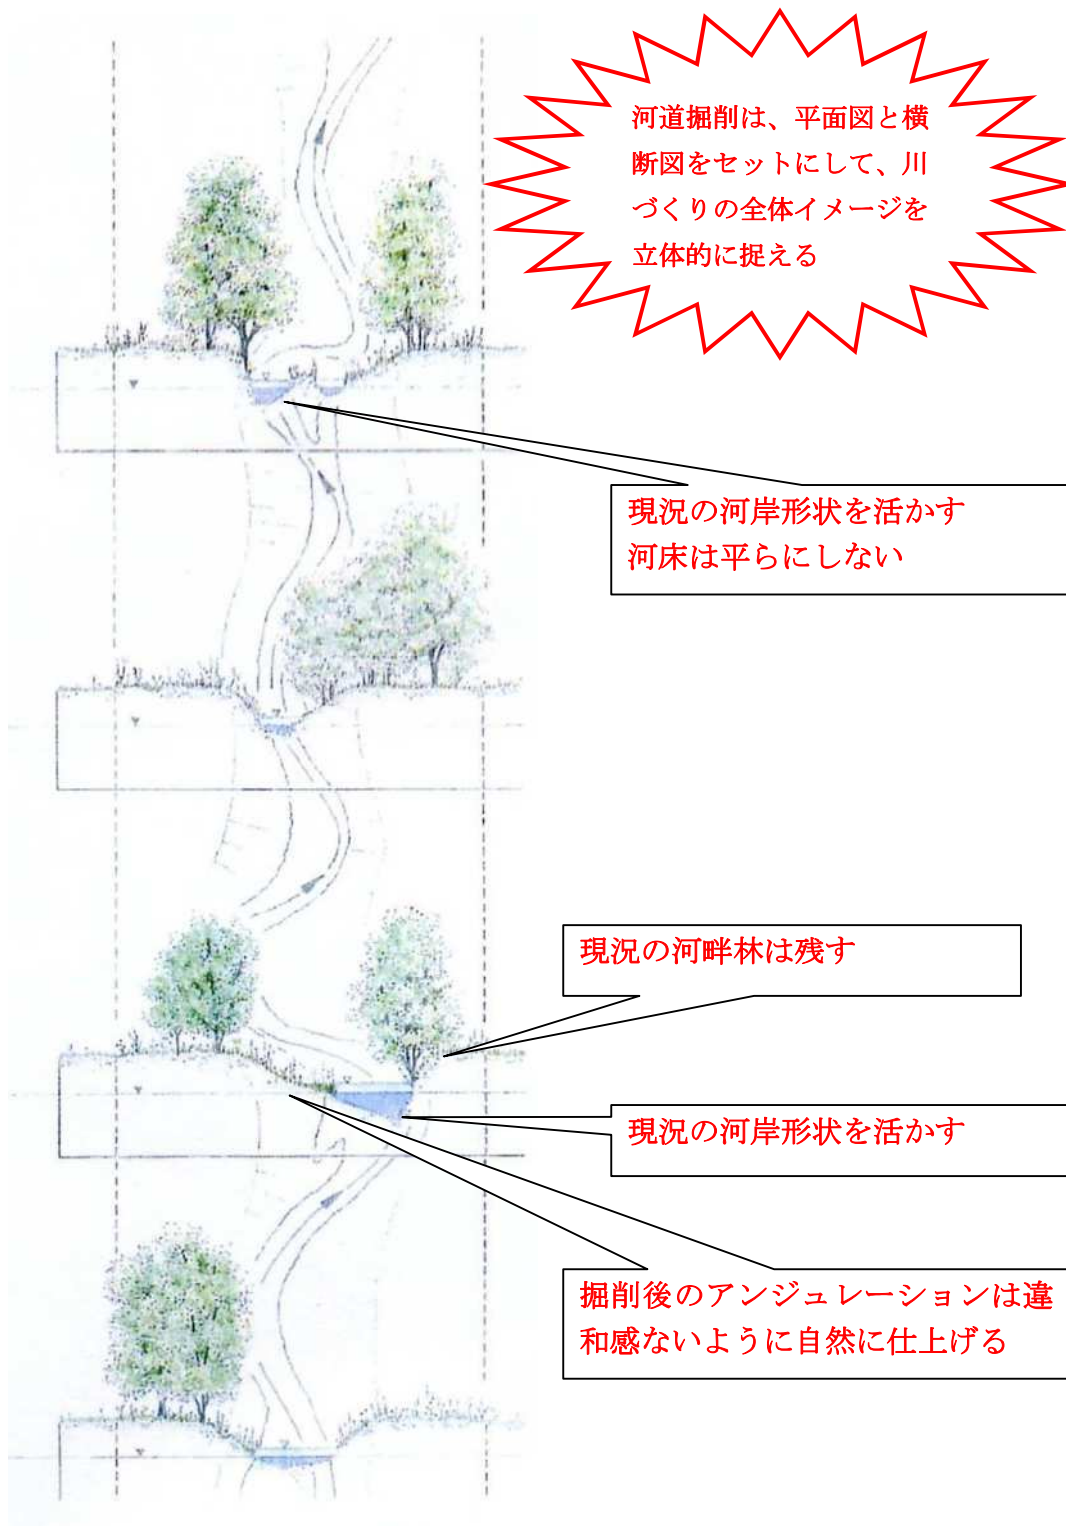 河道掘削は、平面図と横
断図をセットにして、川
づくりの全体イメージを
立体的に捉える
現況の河岸形状を活かす
河床は平らにしない
現況の河畔林は残す
現況の河岸形状を活かす
掘削後のアンジュレーションは違
和感ないように自然に仕上げる